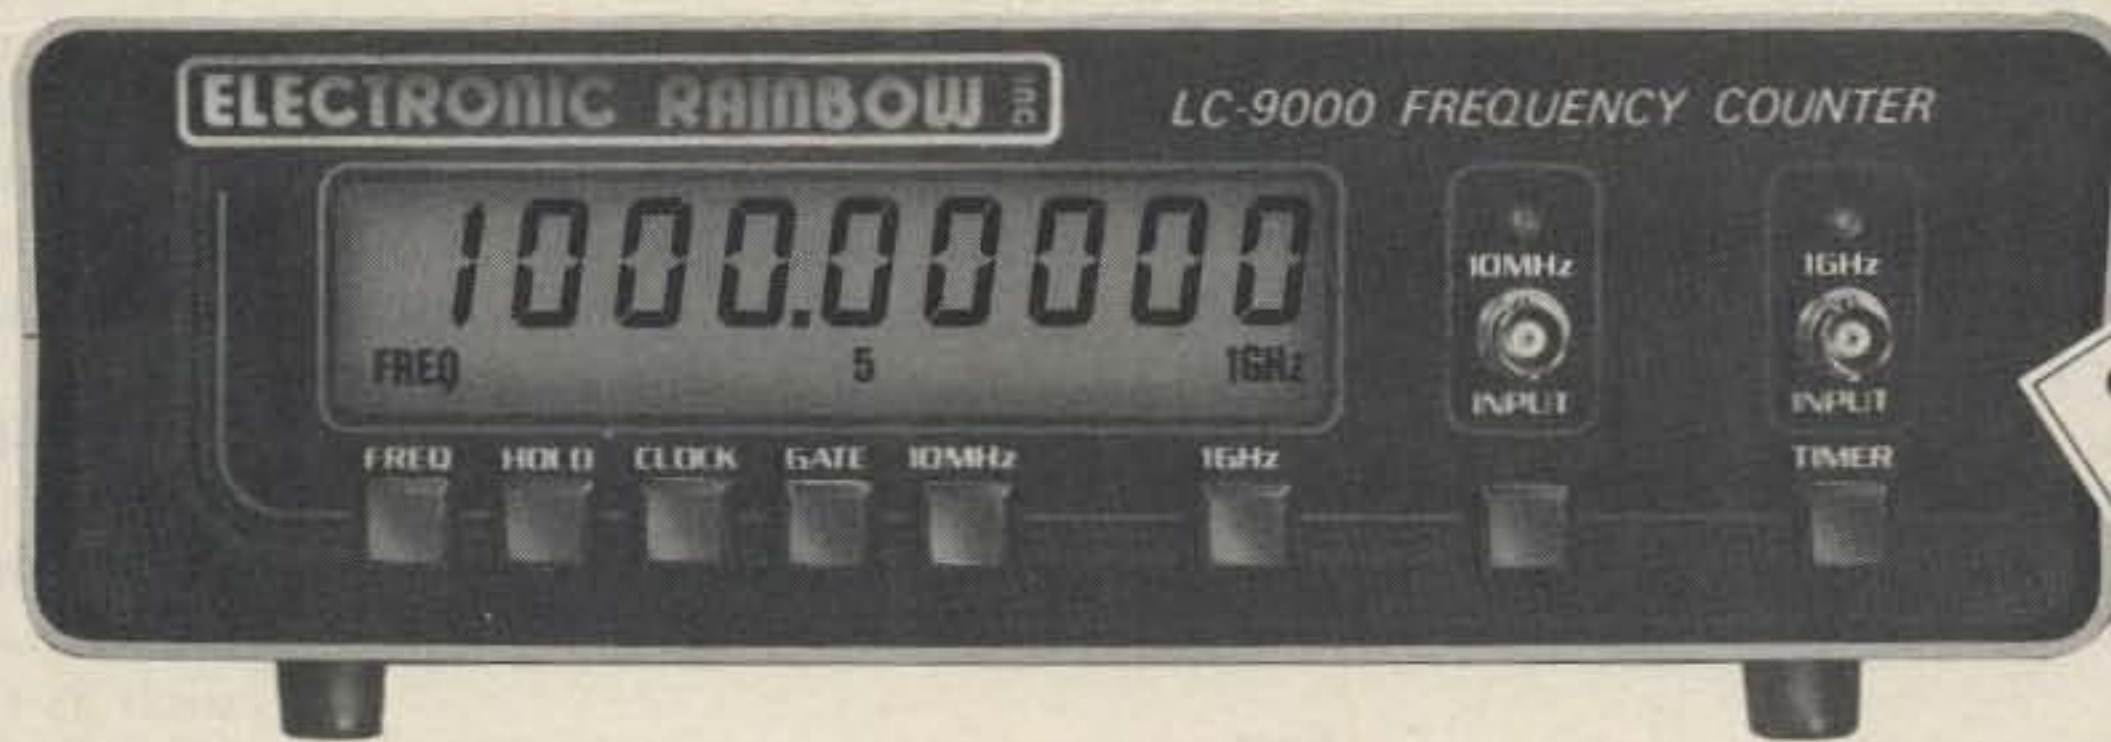 ELECTRONIC RAINBOW INC
LC-9000 FREQUENCY COUNTER
1000.00000
FREQ 5 1GHz
10MHz
INPUT
1GHz
INPUT
FREQ HOLD CLOCK GATE 10MHz 1GHz TIMER